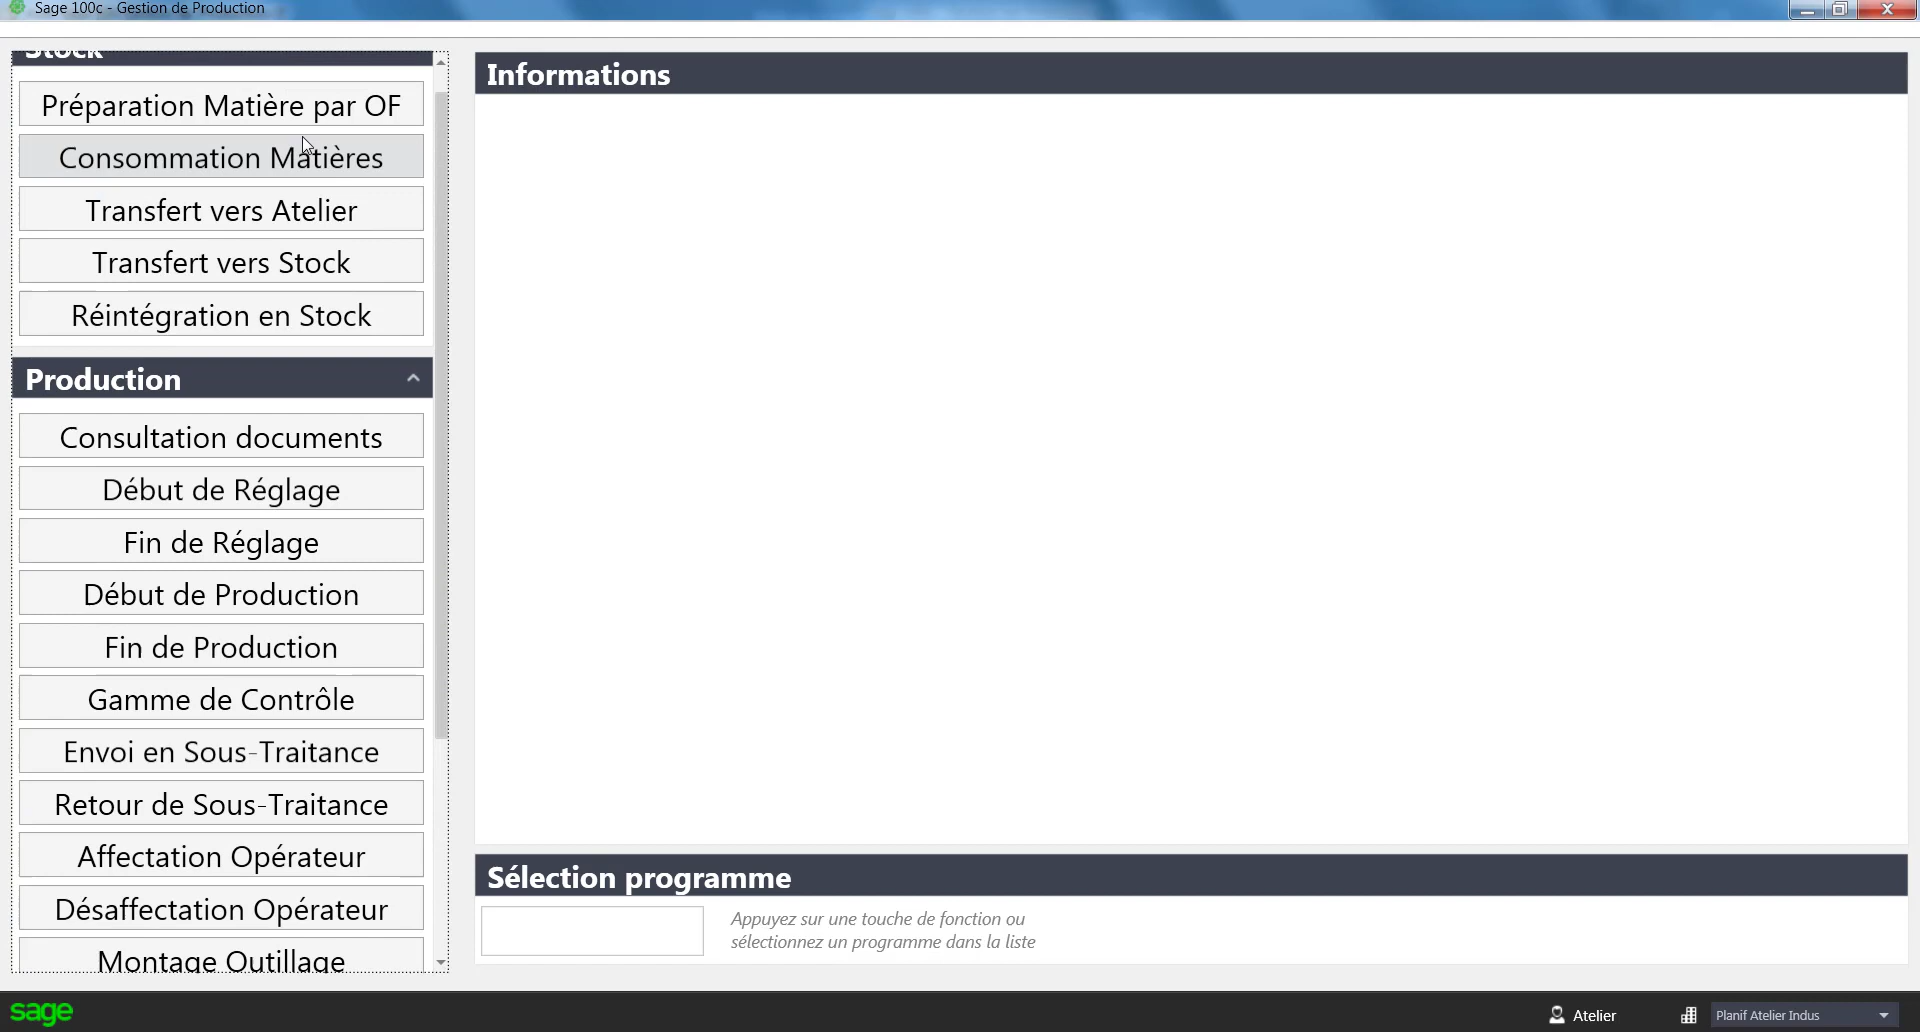 Sage 100c - Gestion de Production
Stock
Préparation Matière par OF
Consommation Matières
Transfert vers Atelier
Transfert vers Stock
Réintégration en Stock
Production
Consultation documents
Début de Réglage
Fin de Réglage
Début de Production
Fin de Production
Gamme de Contrôle
Envoi en Sous-Traitance
Retour de Sous-Traitance
Affectation Opérateur
Désaffectation Opérateur
Montage Outillage
Informations
Sélection programme
Appuyez sur une touche de fonction ou
sélectionnez un programme dans la liste
sage
Atelier
Planif Atelier Indus